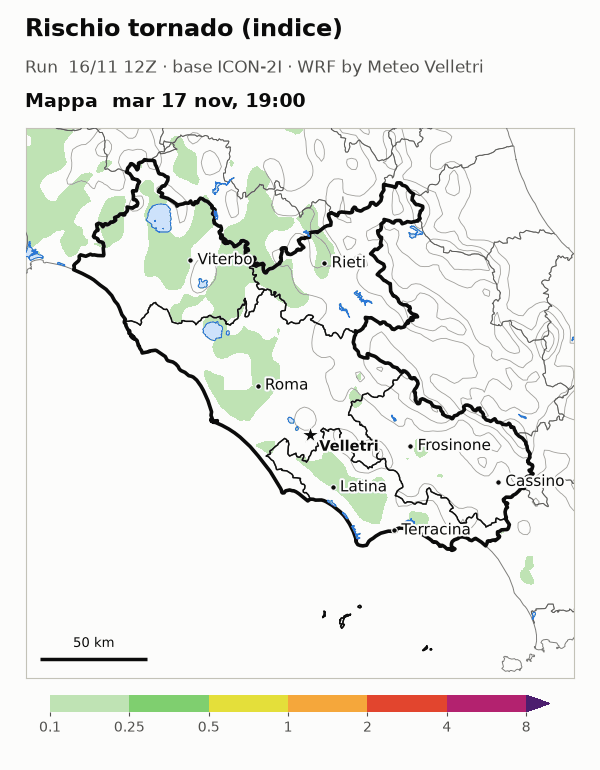 Rischio tornado (indice)
Run  16/11 12Z · base ICON-2I · WRF by Meteo Velletri
Mappa  mar 17 nov, 19:00
Viterbo
Rieti
Roma
Velletri
Frosinone
Cassino
Latina
Terracina
50 km
0.1 0.25 0.5 1 2 4 8